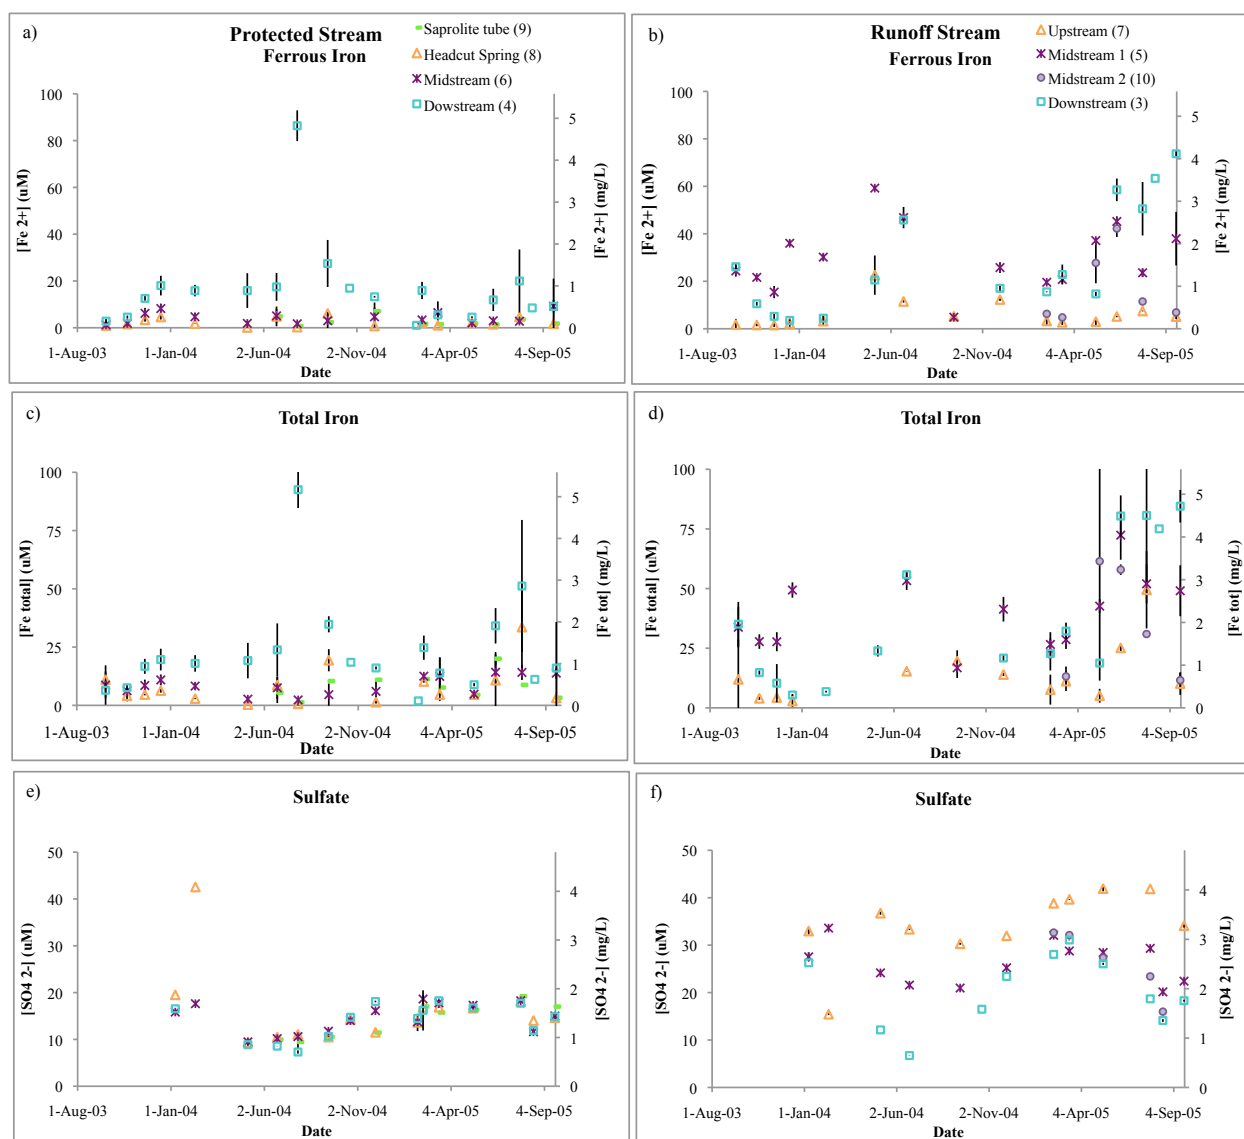 a)
Protected Stream
Ferrous Iron
Saprolite tube (9)
Headcut Spring (8)
Midstream (6)
Dowstream (4)
[Fe 2+] (uM)
100
80
60
40
20
0
5
4
3
2
1
0
[Fe 2+] (mg/L)
1-Aug-03 1-Jan-04 2-Jun-04 2-Nov-04 4-Apr-05 4-Sep-05
Date
b)
Runoff Stream
Ferrous Iron
Upstream (7)
Midstream 1 (5)
Midstream 2 (10)
Downstream (3)
[Fe 2+] (uM)
100
80
60
40
20
0
5
4
3
2
1
0
[Fe 2+] (mg/L)
1-Aug-03 1-Jan-04 2-Jun-04 2-Nov-04 4-Apr-05 4-Sep-05
Date
c)
Total Iron
[Fe total] (uM)
100
75
50
25
0
5
4
3
2
1
0
[Fe tot] (mg/L)
1-Aug-03 1-Jan-04 2-Jun-04 2-Nov-04 4-Apr-05 4-Sep-05
Date
d)
Total Iron
[Fe total] (uM)
100
75
50
25
0
5
4
3
2
1
0
[Fe tot] (mg/L)
1-Aug-03 1-Jan-04 2-Jun-04 2-Nov-04 4-Apr-05 4-Sep-05
Date
e)
Sulfate
[SO4 2-] (uM)
50
40
30
20
10
0
4
3
2
1
0
[SO4 2-] (mg/L)
1-Aug-03 1-Jan-04 2-Jun-04 2-Nov-04 4-Apr-05 4-Sep-05
Date
f)
Sulfate
[SO4 2-] (uM)
50
40
30
20
10
0
4
3
2
1
0
[SO4 2-] (mg/L)
1-Aug-03 1-Jan-04 2-Jun-04 2-Nov-04 4-Apr-05 4-Sep-05
Date